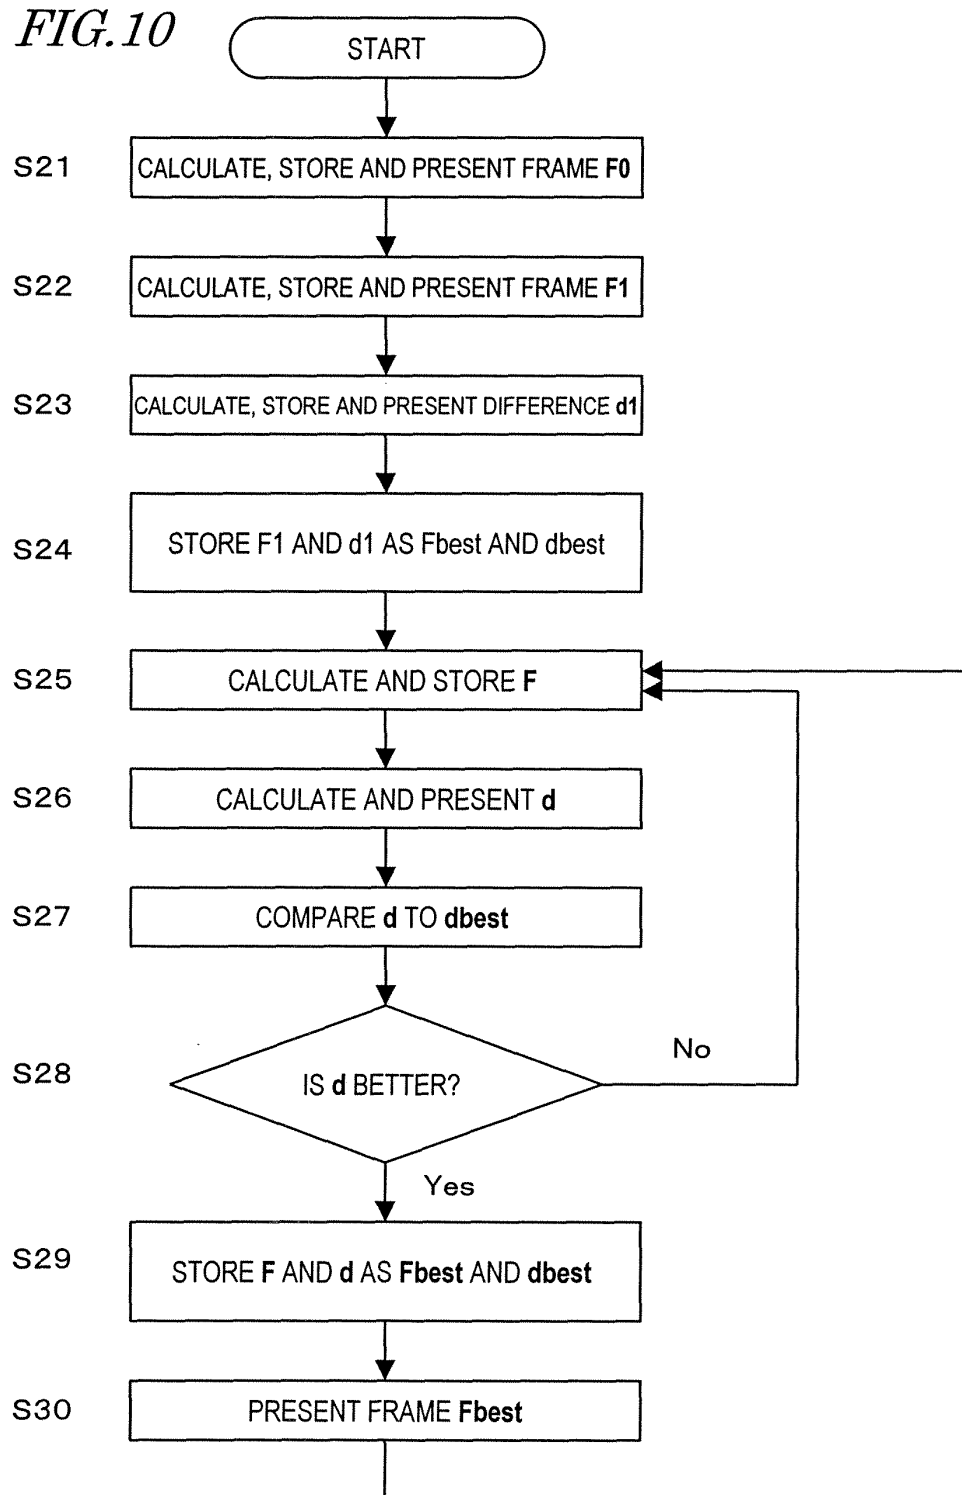 FIG.10
START
S21
CALCULATE, STORE AND PRESENT FRAME F0
S22
CALCULATE, STORE AND PRESENT FRAME F1
S23
CALCULATE, STORE AND PRESENT DIFFERENCE d1
S24
STORE F1 AND d1 AS Fbest AND dbest
S25
CALCULATE AND STORE F
S26
CALCULATE AND PRESENT d
S27
COMPARE d TO dbest
S28
IS d BETTER?
No
Yes
S29
STORE F AND d AS Fbest AND dbest
S30
PRESENT FRAME Fbest